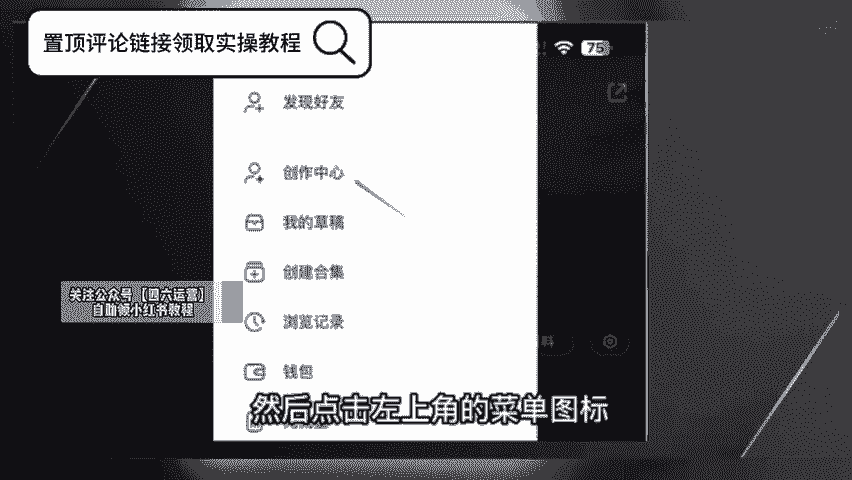 置顶评论链接领取实操教程
75
发现好友
创作中心
我的草稿
创建合集
关注公众号【四六运营】
自助领小红书教程
浏览记录
料
钱包
然后点击左上角的菜单图标